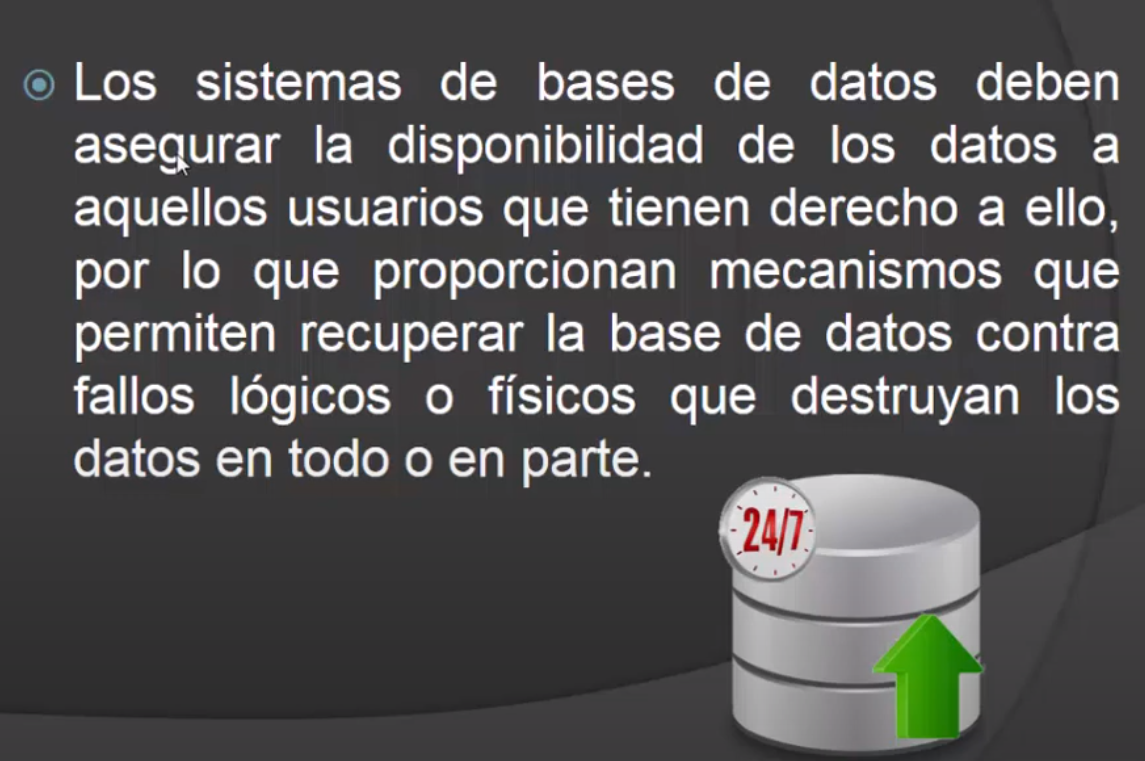 Los sistemas de bases de datos deben
asegurar la disponibilidad de los datos a
aquellos usuarios que tienen derecho a ello,
por lo que proporcionan mecanismos que
permiten recuperar la base de datos contra
fallos lógicos o físicos que destruyan los
datos en todo o en parte.
24/7